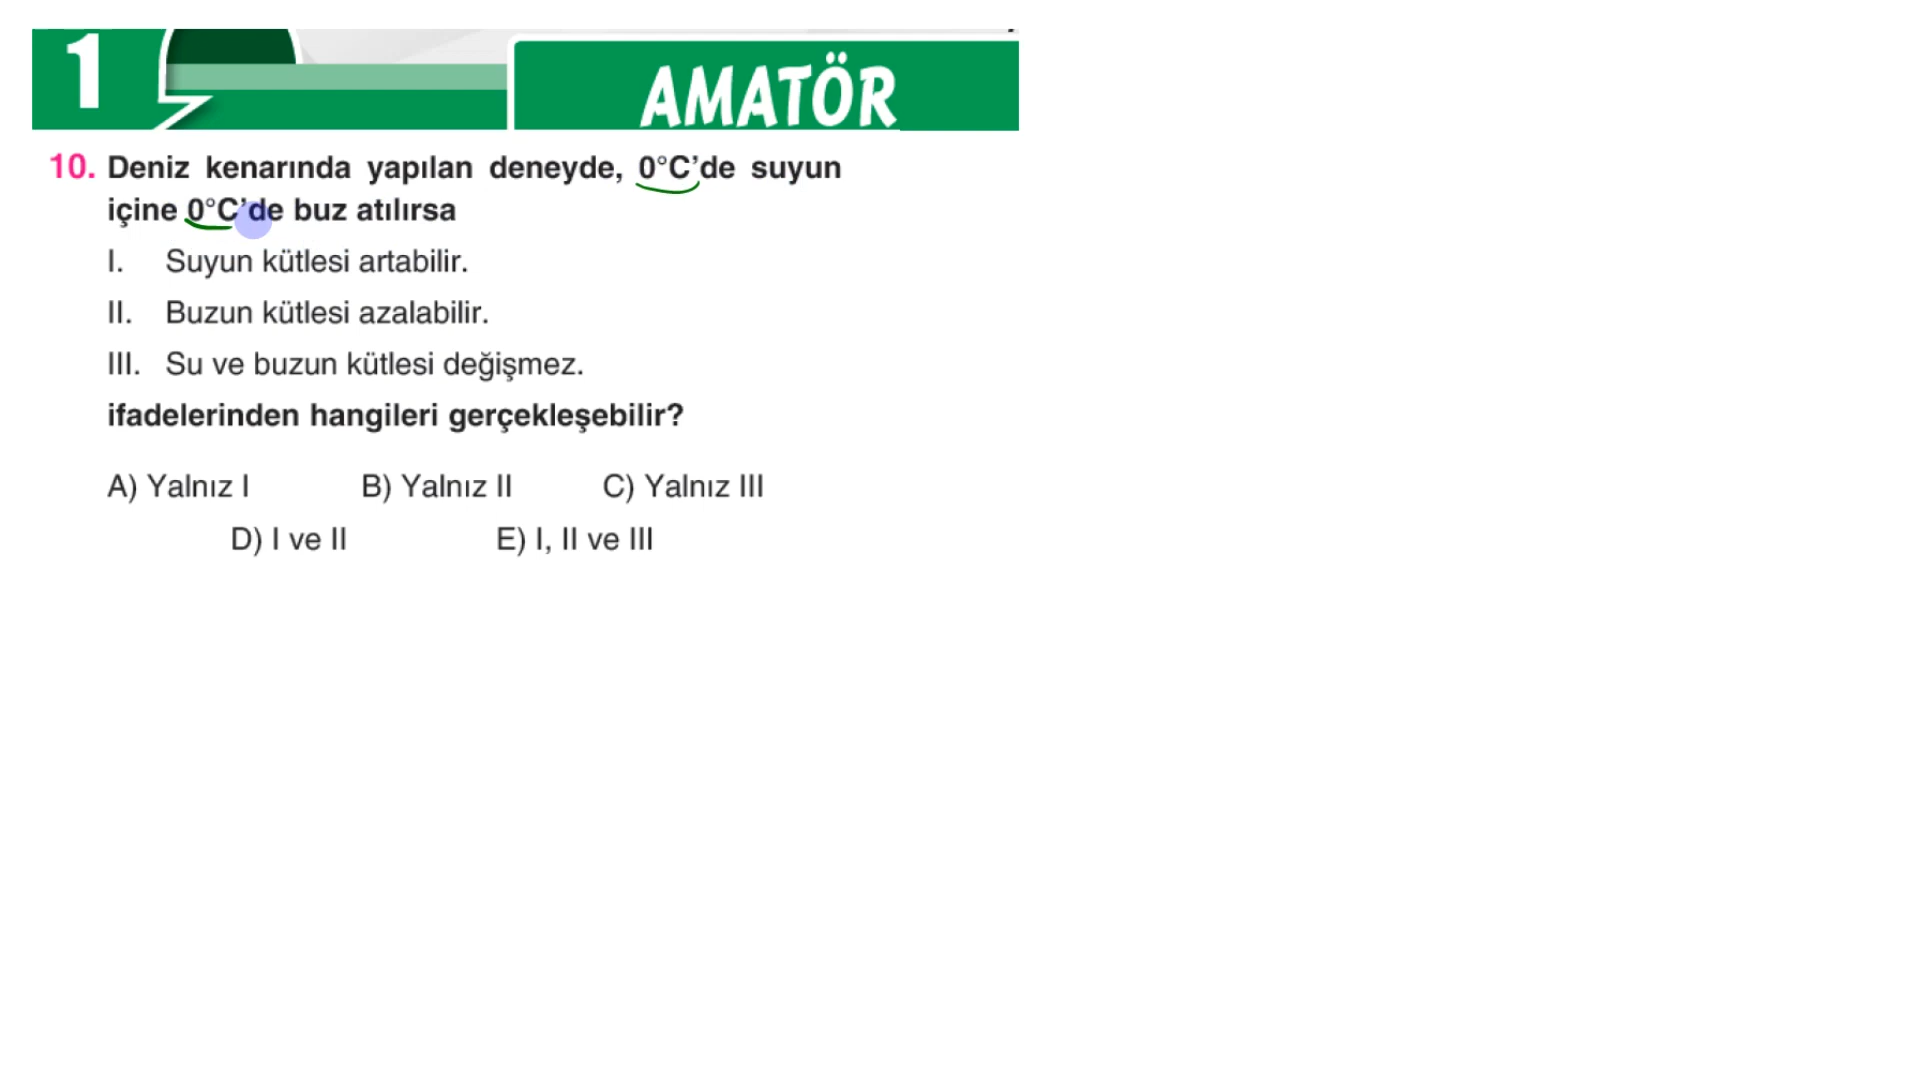 1
AMATÖR
10. Deniz kenarında yapılan deneyde, 0°C’de suyun
içine 0°C’de buz atılırsa
I. Suyun kütlesi artabilir.
II. Buzun kütlesi azalabilir.
III. Su ve buzun kütlesi değişmez.
ifadelerinden hangileri gerçekleşebilir?
A) Yalnız I B) Yalnız II C) Yalnız III
D) I ve II E) I, II ve III